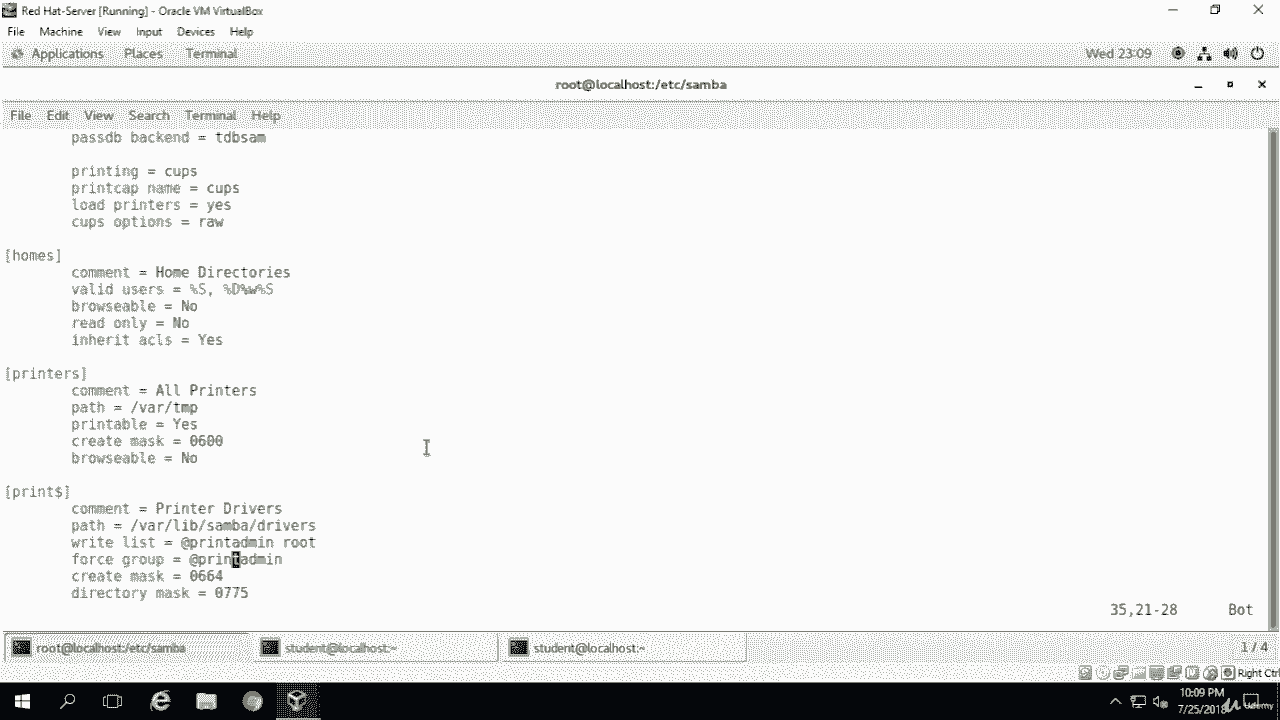 Red Hat-Server [Running] - Oracle VM VirtualBox
File Machine View Input Devices Help
Applications Places Terminal Wed 23:09
root@localhost:/etc/samba
File Edit View Search Terminal Help
passdb backend = tdbsam
printing = cups
printcap name = cups
load printers = yes
cups options = raw
[homes]
comment = Home Directories
valid users = %S, %D%w%S
browseable = No
read only = No
inherit acls = Yes
[printers]
comment = All Printers
path = /var/tmp
printable = Yes
create mask = 0600
browseable = No
[print$]
comment = Printer Drivers
path = /var/lib/samba/drivers
write list = @printadmin root
force group = @printadmin
create mask = 0664
directory mask = 0775
35,21-28 Bot
root@localhost:/etc/samba student@localhost:~ student@localhost:~ 1 / 4
Right Ctrl
10:09 PM
7/25/2018
Udemy